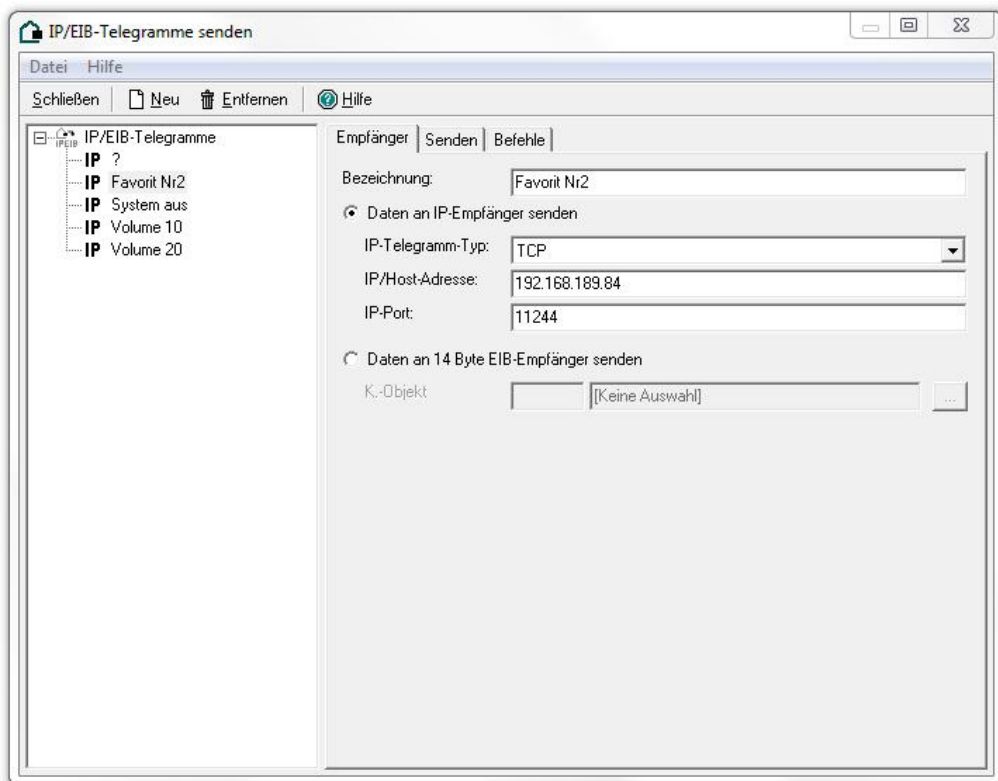 IP/EIB-Telegramme senden
Datei Hilfe
Schließen Neu Entfernen Hilfe
IP/EIB-Telegramme
IP ?
IP Favorit Nr2
IP System aus
IP Volume 10
IP Volume 20
Empfänger Senden Befehle
Bezeichnung: Favorit Nr2
Daten an IP-Empfänger senden
IP-Telegramm-Typ: TCP
IP/Host-Adresse: 192.168.189.84
IP-Port: 11244
Daten an 14 Byte EIB-Empfänger senden
K.-Objekt [Keine Auswahl] ...